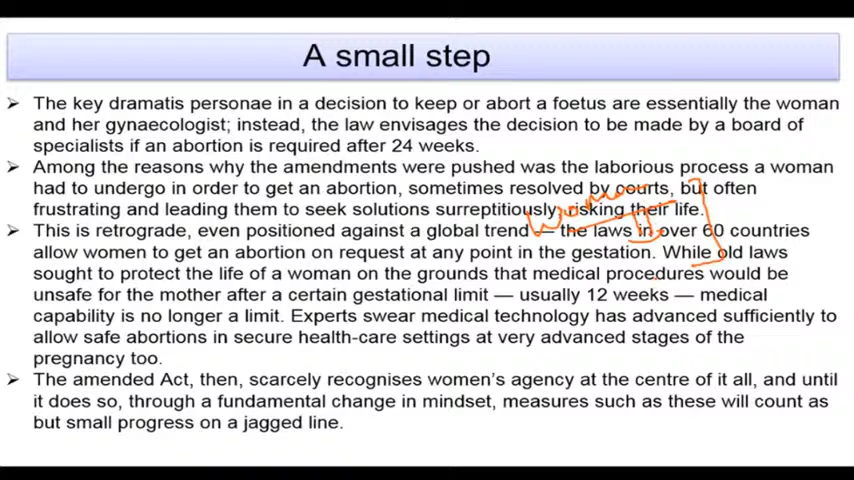 A small step
➢ The key dramatis personae in a decision to keep or abort a foetus are essentially the woman
and her gynaecologist; instead, the law envisages the decision to be made by a board of
specialists if an abortion is required after 24 weeks.
➢ Among the reasons why the amendments were pushed was the laborious process a woman
had to undergo in order to get an abortion, sometimes resolved by courts, but often
frustrating and leading them to seek solutions surreptitiously, risking their life.
➢ This is retrograde, even positioned against a global trend — the laws in over 60 countries
allow women to get an abortion on request at any point in the gestation. While old laws
sought to protect the life of a woman on the grounds that medical procedures would be
unsafe for the mother after a certain gestational limit — usually 12 weeks — medical
capability is no longer a limit. Experts swear medical technology has advanced sufficiently to
allow safe abortions in secure health-care settings at very advanced stages of the
pregnancy too.
➢ The amended Act, then, scarcely recognises women's agency at the centre of it all, and until
it does so, through a fundamental change in mindset, measures such as these will count as
but small progress on a jagged line.